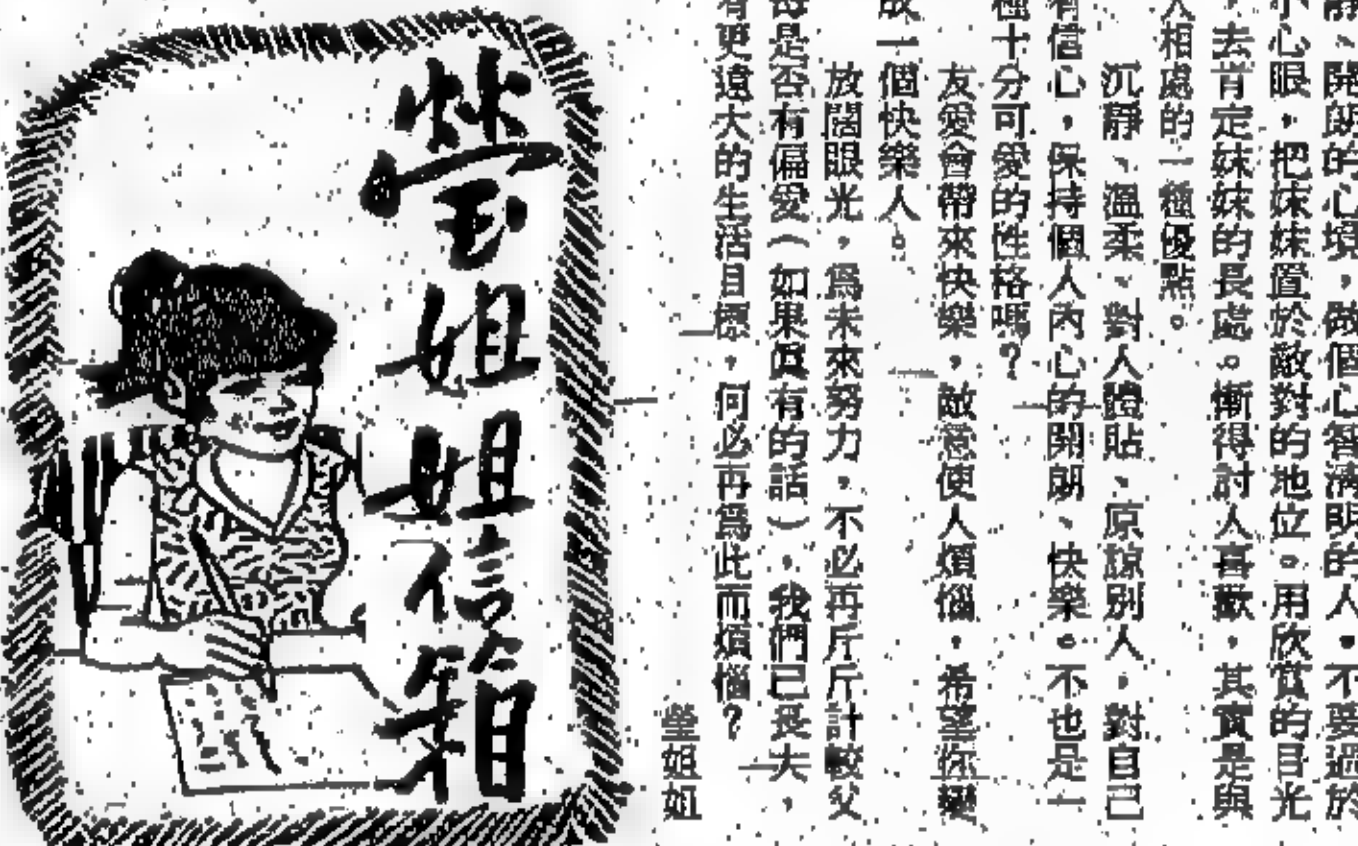 靜、開朗的心境，做個心智清明的人。不要過於
小心眼，把妹妹置於敵對的地位。用欣賞的目光
，去肯定妹妹的長處。懂得討人喜歡，其實是與
人相處的一種優點。
沉靜、溫柔、對人體貼、原諒別人，對自己
有信心，保持個人內心的開朗、快樂。不也是一
種十分可愛的性格嗎？
友愛會帶來快樂，敵意使人煩惱，希望你變
成一個快樂人。
放闊眼光，為未來努力，不必再斤斤計較父
母是否有偏愛（如果真有的話），我們已長大，
有更遠大的生活目標，何必再為此而煩惱？
瑩姐姐
瑩姐姐信箱